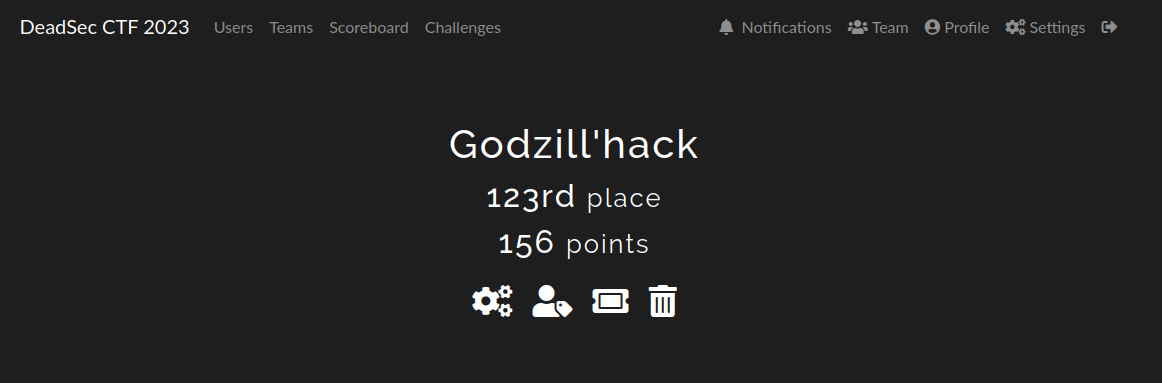 DeadSec CTF 2023 Users Teams Scoreboard Challenges Notifications Team Profile Settings
Godzill'hack
123rd place
156 points